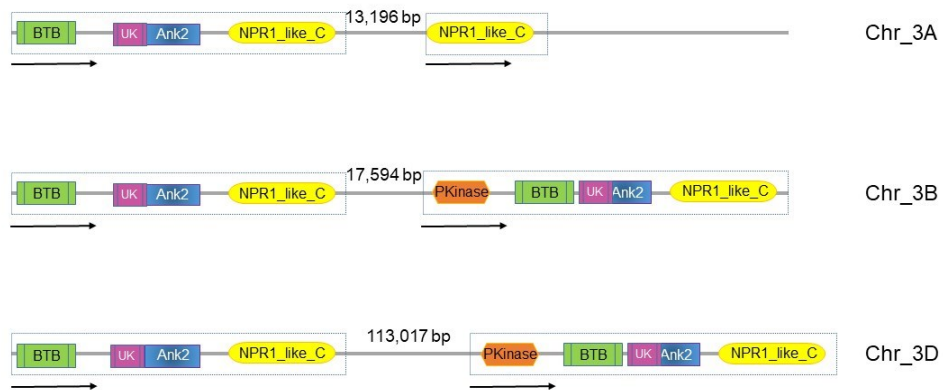 13,196 bp
BTB UK Ank2 NPR1_like_C NPR1_like_C Chr_3A
17,594 bp
BTB UK Ank2 NPR1_like_C PKinase BTB UK Ank2 NPR1_like_C Chr_3B
113,017 bp
BTB UK Ank2 NPR1_like_C PKinase BTB UK Ank2 NPR1_like_C Chr_3D